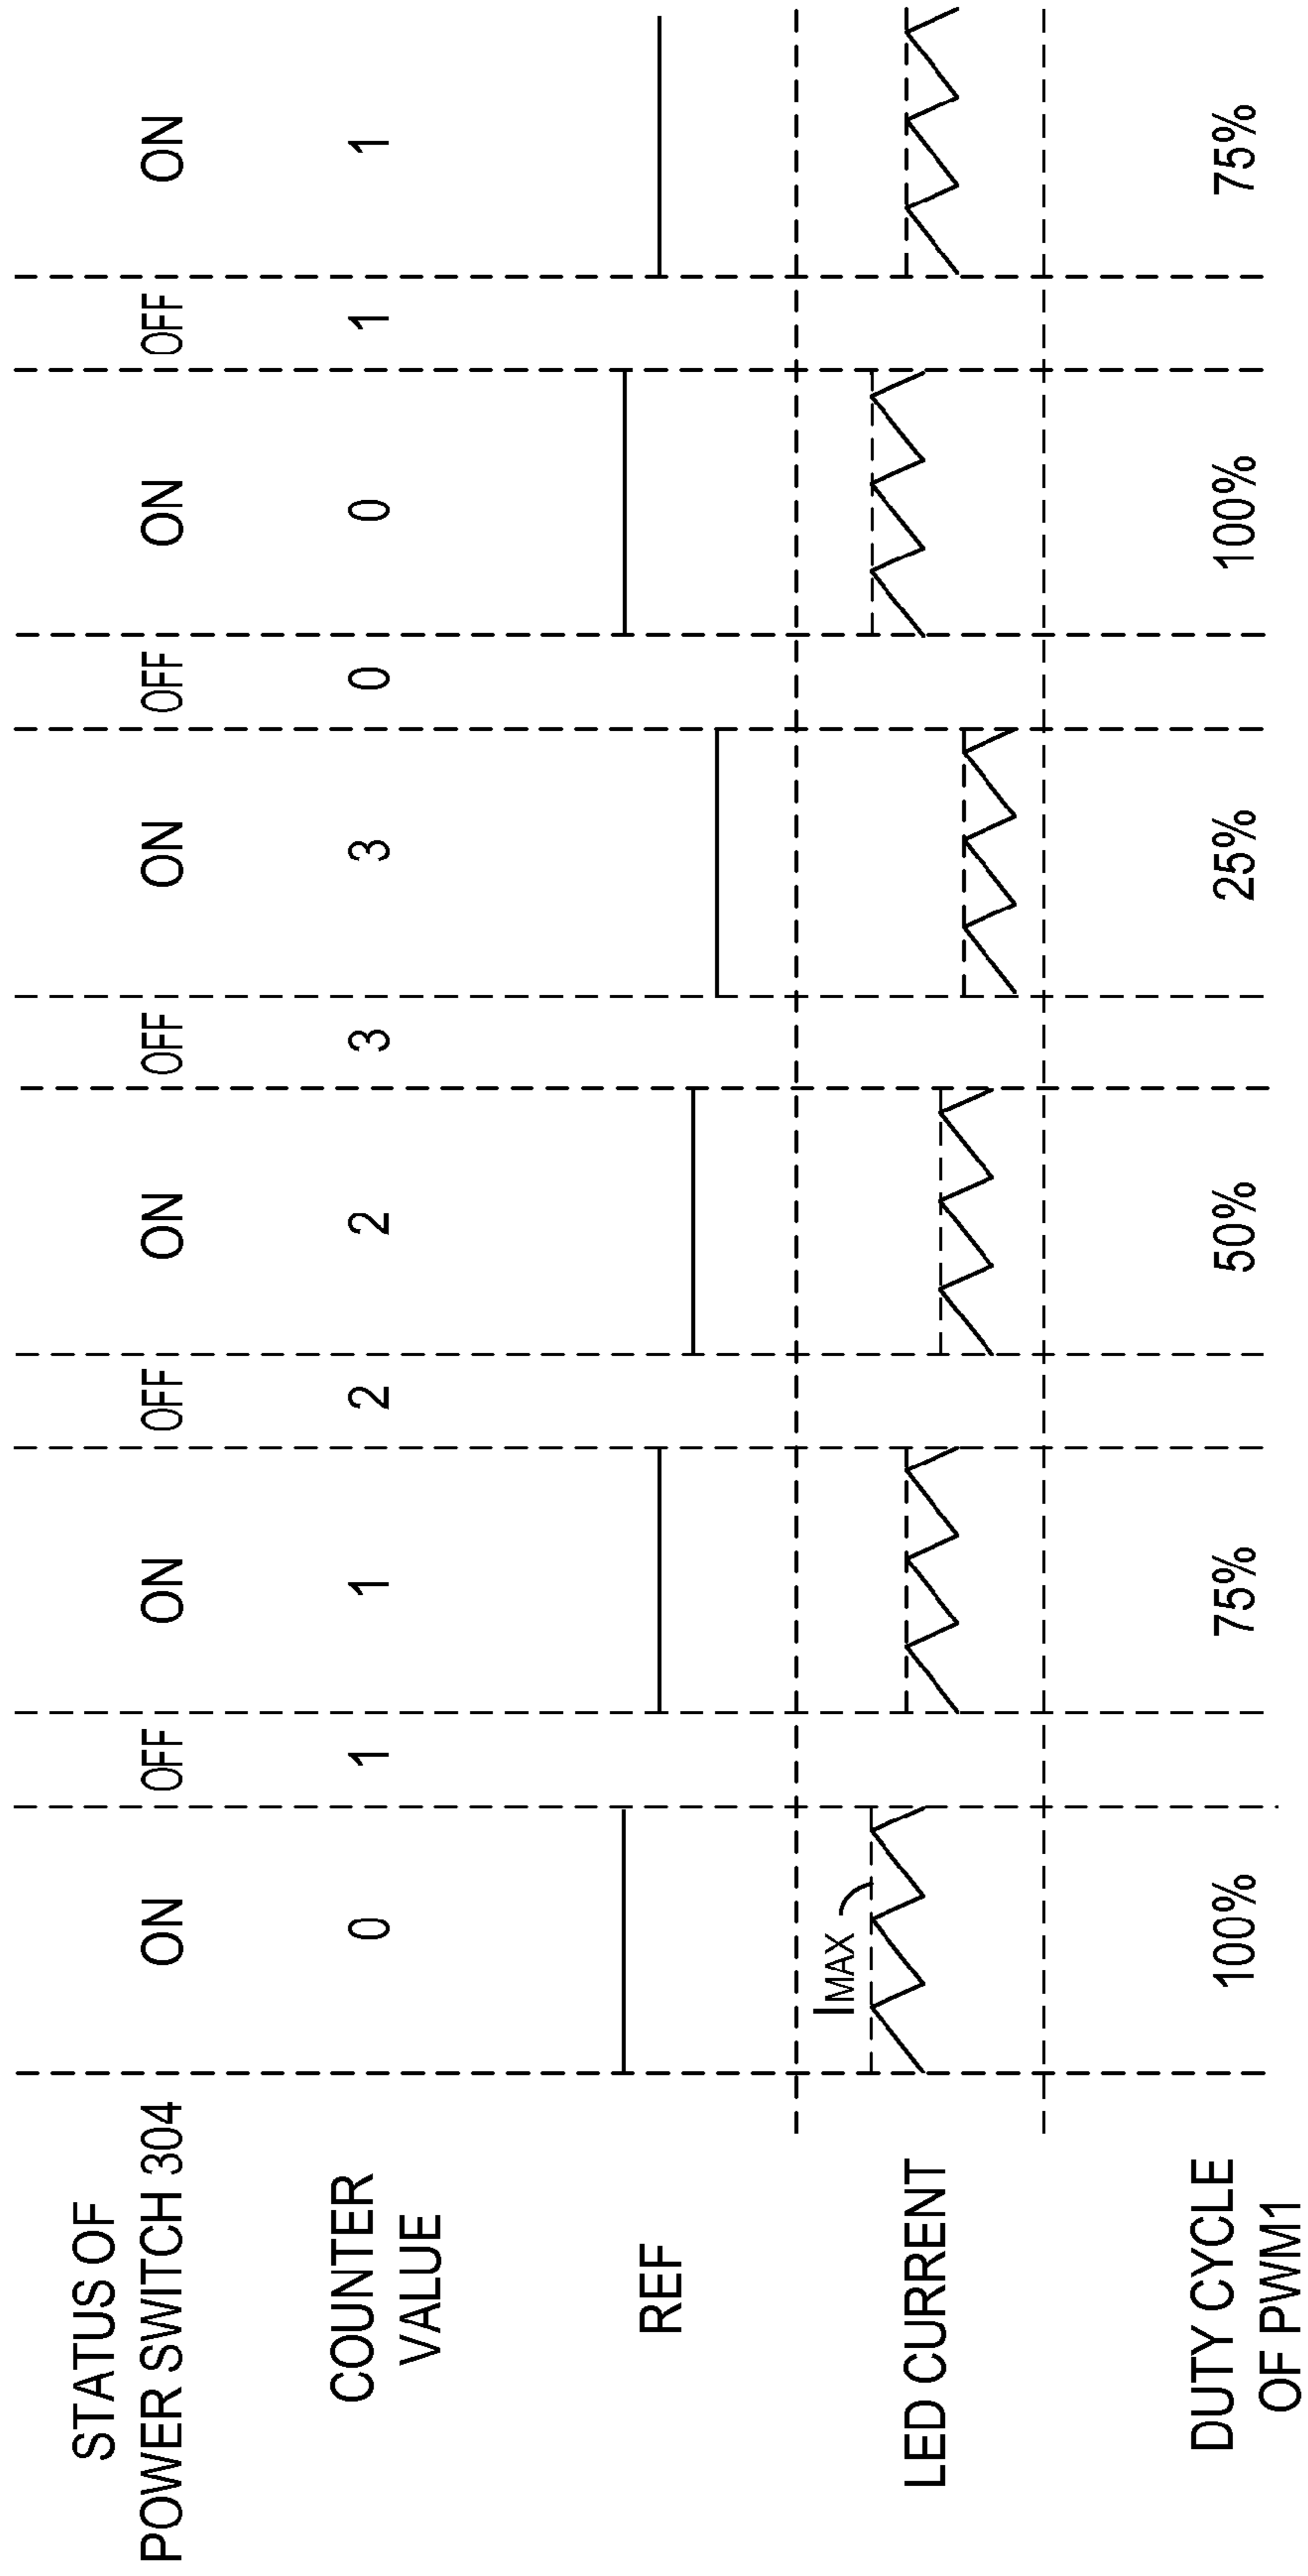 STATUS OF
POWER SWITCH 304
ON OFF ON OFF ON OFF ON OFF ON OFF ON
COUNTER
VALUE
0 1 1 2 2 3 3 0 0 1 1
REF
IMAX
LED CURRENT
DUTY CYCLE
OF PWM1
100% 75% 50% 25% 100% 75%